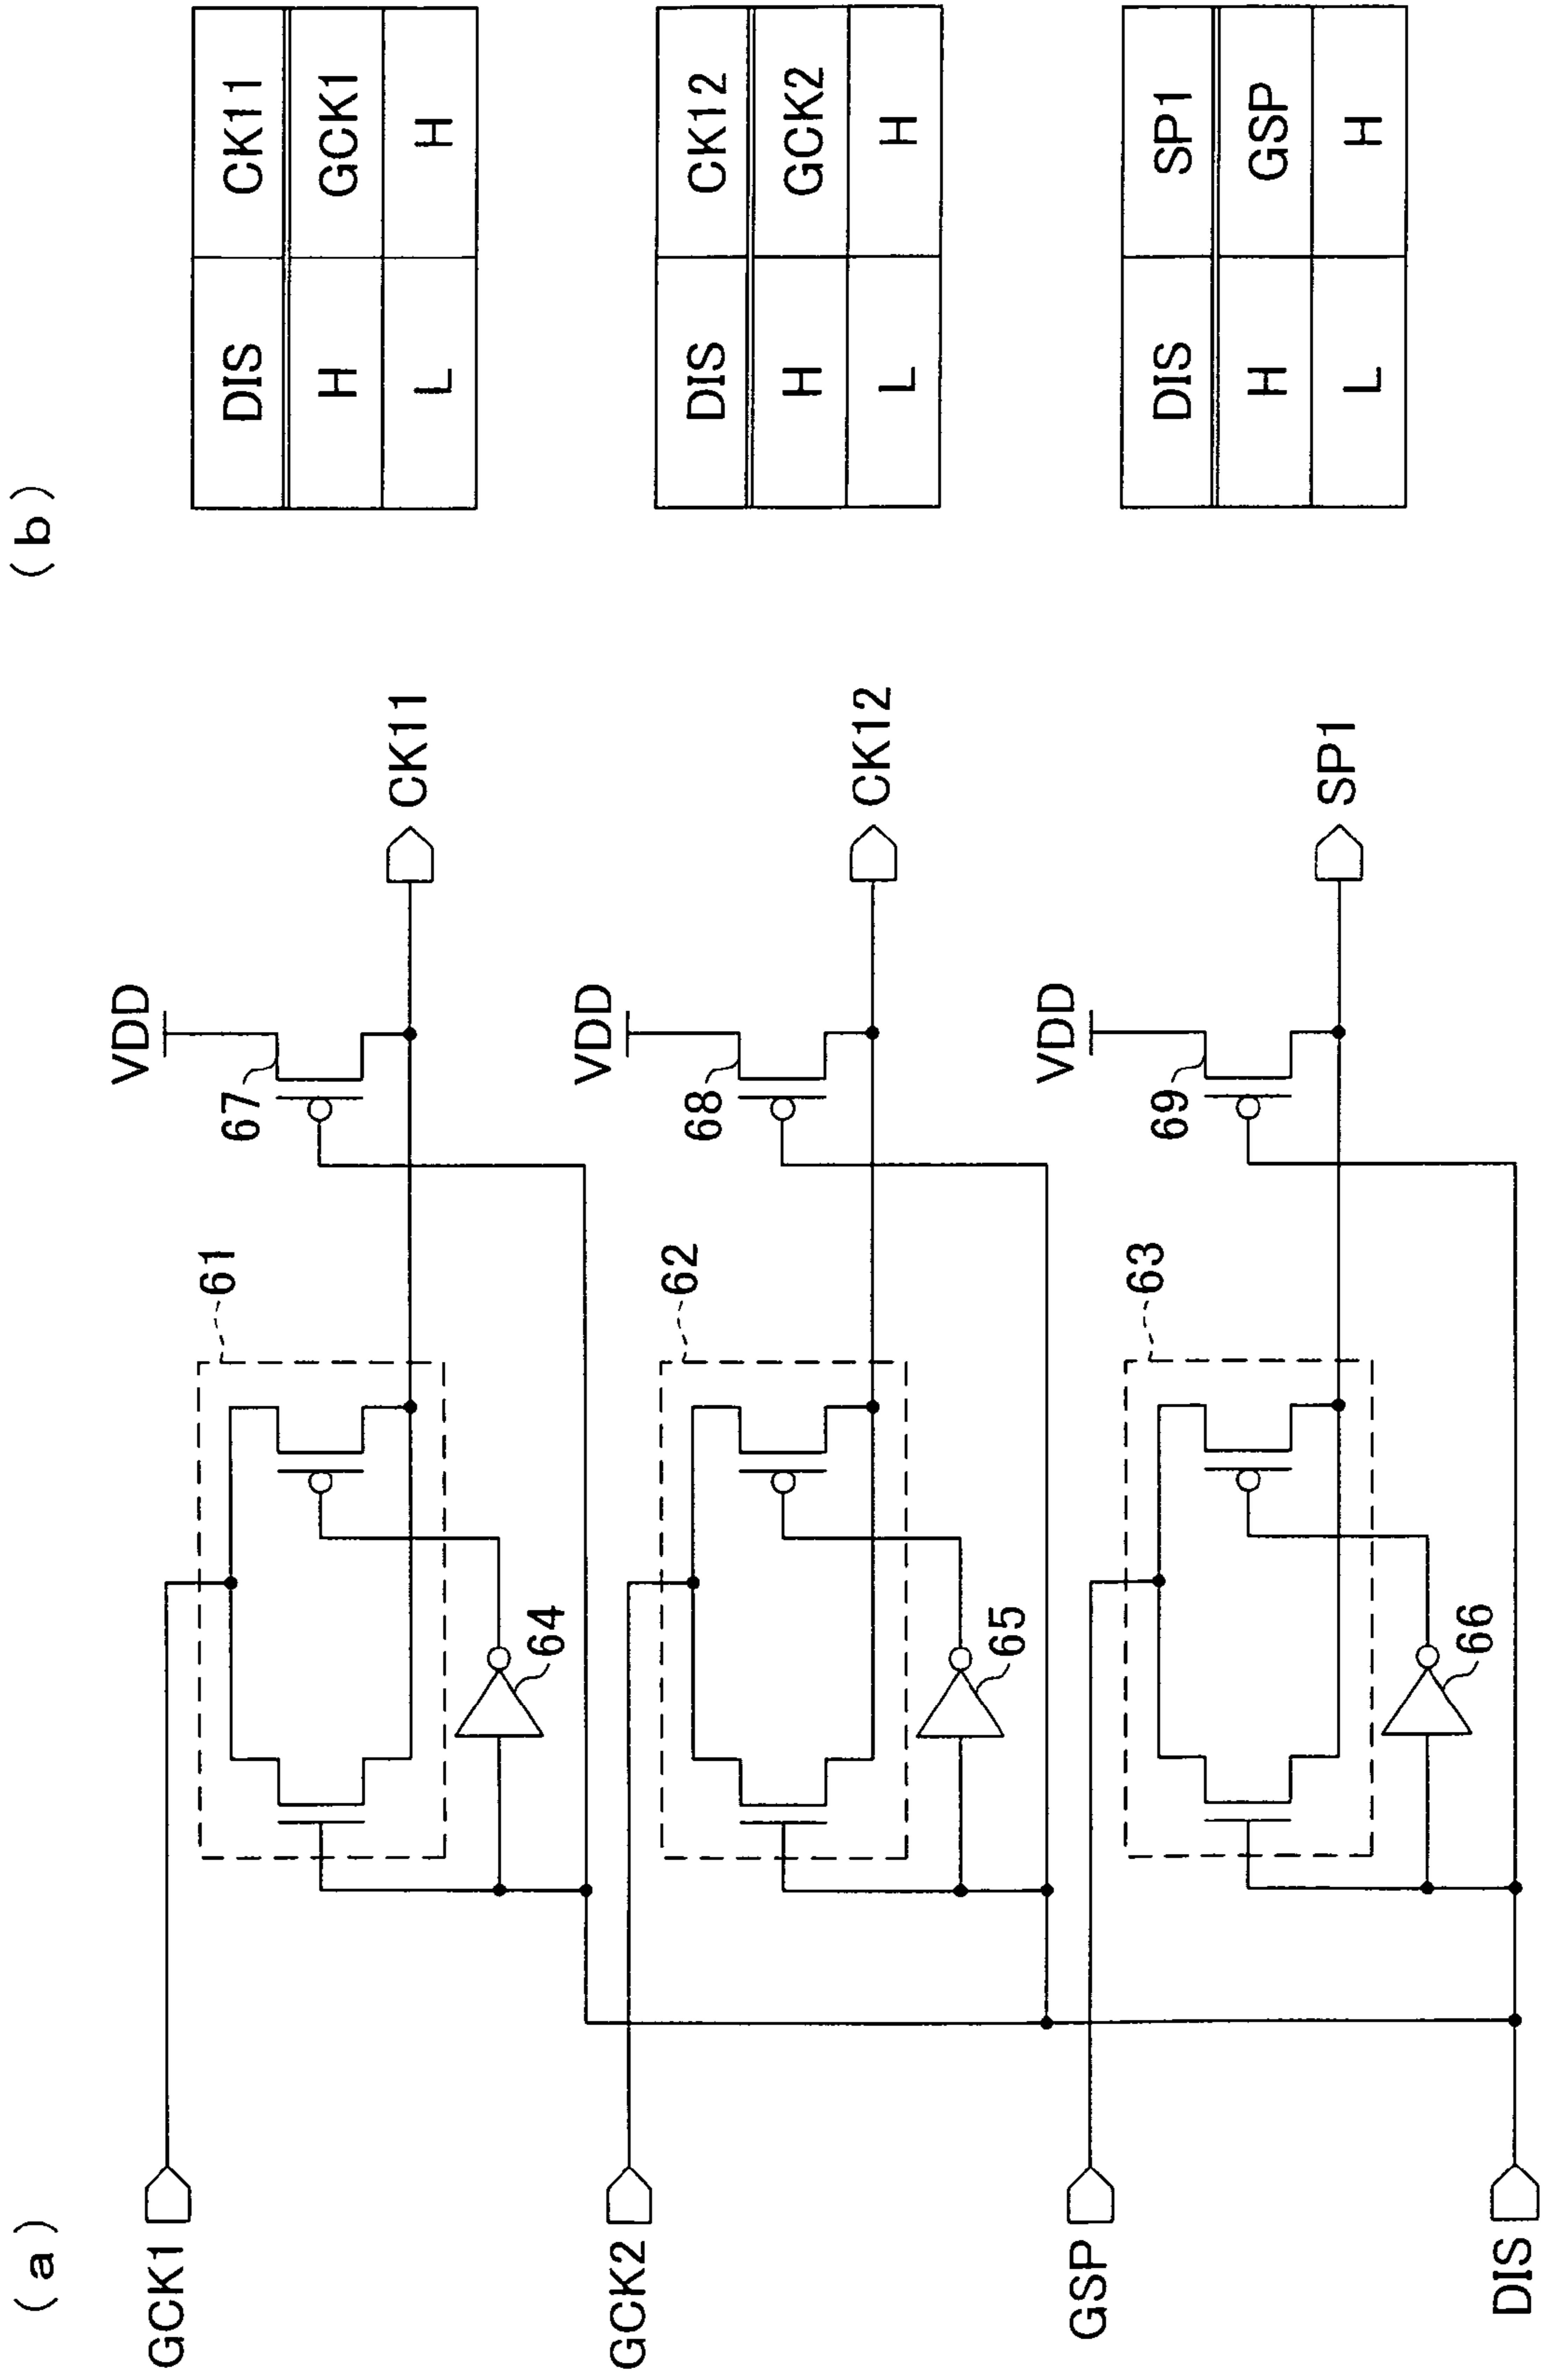 (a)
GCK1
GCK2
GSP
DIS
61
62
63
64
65
66
67
68
69
VDD
VDD
VDD
CK11
CK12
SP1
(b)
DIS CK11
H GCK1
L H
DIS CK12
H GCK2
L H
DIS SP1
H GSP
L H